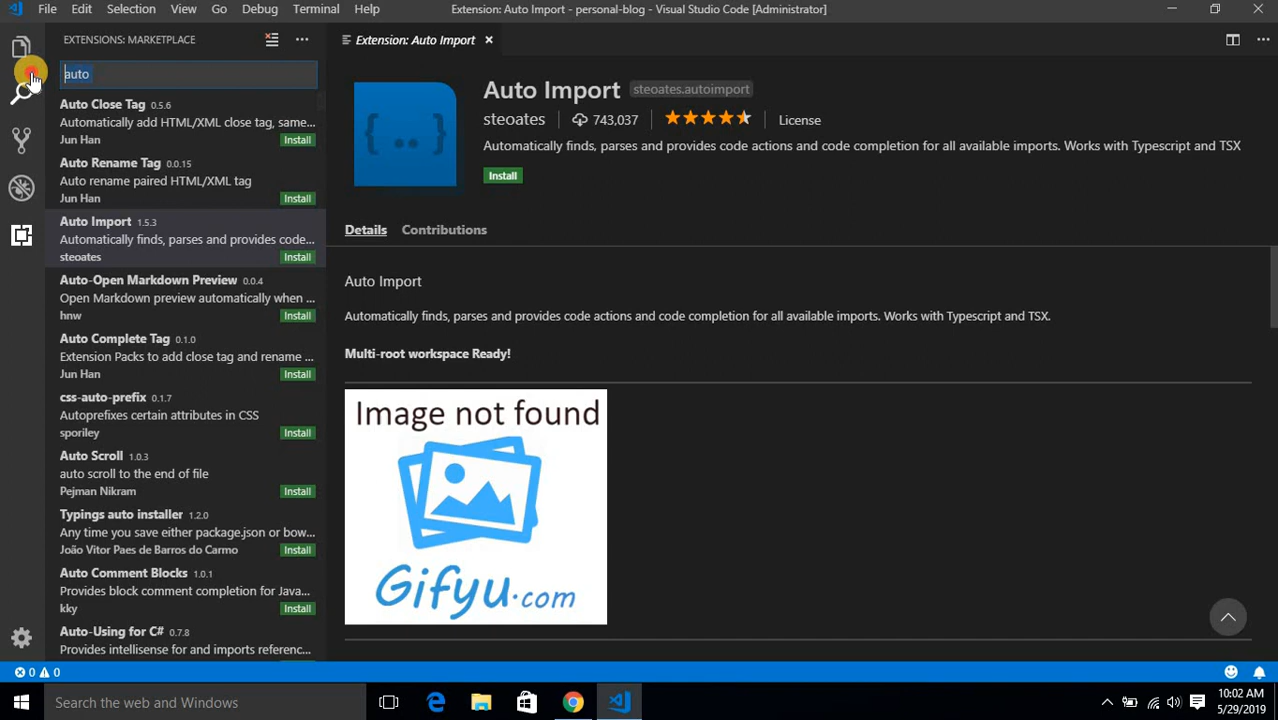 File Edit Selection View Go Debug Terminal Help Extension: Auto Import - personal-blog - Visual Studio Code [Administrator]
EXTENSIONS: MARKETPLACE
auto
Auto Close Tag 0.5.6
Automatically add HTML/XML close tag, same...
Jun Han Install
Auto Rename Tag 0.0.15
Auto rename paired HTML/XML tag
Jun Han Install
Auto Import 1.5.3
Automatically finds, parses and provides code...
steoates Install
Auto-Open Markdown Preview 0.0.4
Open Markdown preview automatically when ...
hnw Install
Auto Complete Tag 0.1.0
Extension Packs to add close tag and rename ...
Jun Han Install
css-auto-prefix 0.1.7
Autoprefixes certain attributes in CSS
sporiley Install
Auto Scroll 1.0.3
auto scroll to the end of file
Pejman Nikram Install
Typings auto installer 1.2.0
Any time you save either package.json or bow...
João Vitor Paes de Barros do Carmo Install
Auto Comment Blocks 1.0.1
Provides block comment completion for Java...
kky Install
Auto-Using for C# 0.7.8
Provides intellisense for and imports referenc...
Extension: Auto Import
Auto Import steoates.autoimport
steoates 743,037 License
Automatically finds, parses and provides code actions and code completion for all available imports. Works with Typescript and TSX
Install
Details Contributions
Auto Import
Automatically finds, parses and provides code actions and code completion for all available imports. Works with Typescript and TSX.
Multi-root workspace Ready!
Image not found
Gifyu.com
0 0
Search the web and Windows
10:02 AM
5/29/2019